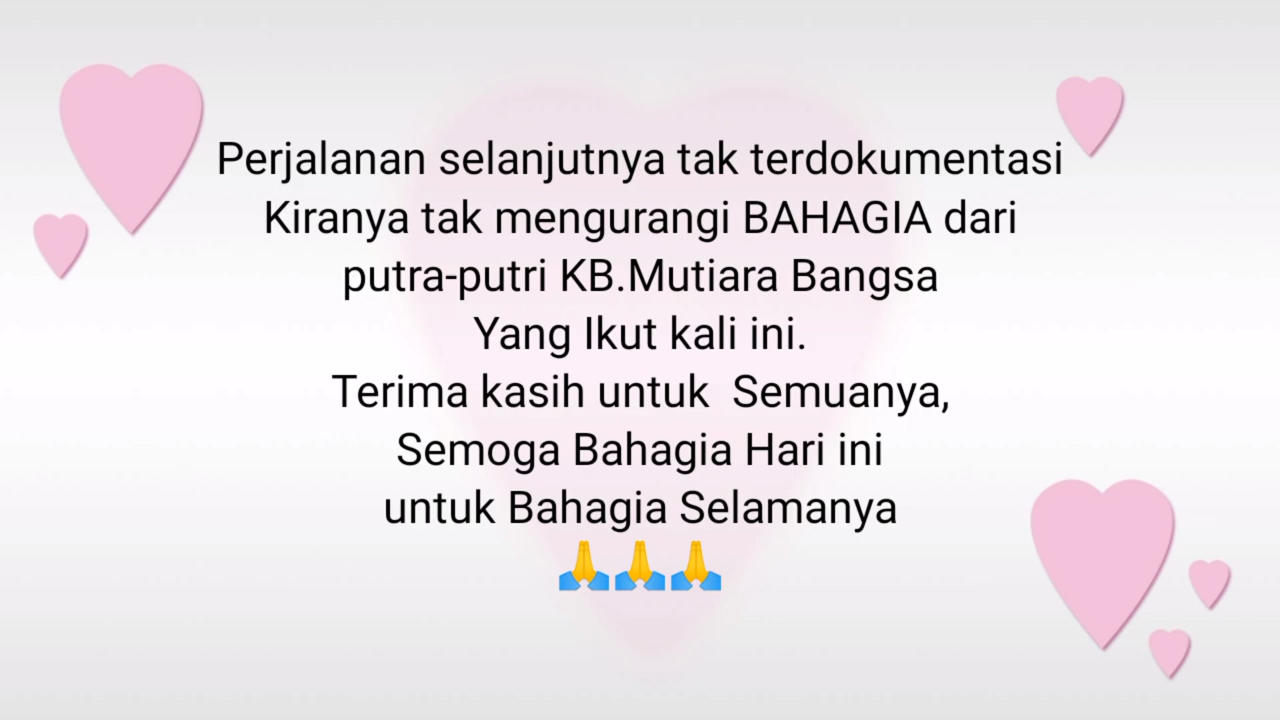 Perjalanan selanjutnya tak terdokumentasi
Kiranya tak mengurangi BAHAGIA dari
putra-putri KB.Mutiara Bangsa
Yang Ikut kali ini.
Terima kasih untuk  Semuanya,
Semoga Bahagia Hari ini
untuk Bahagia Selamanya
🙏🙏🙏